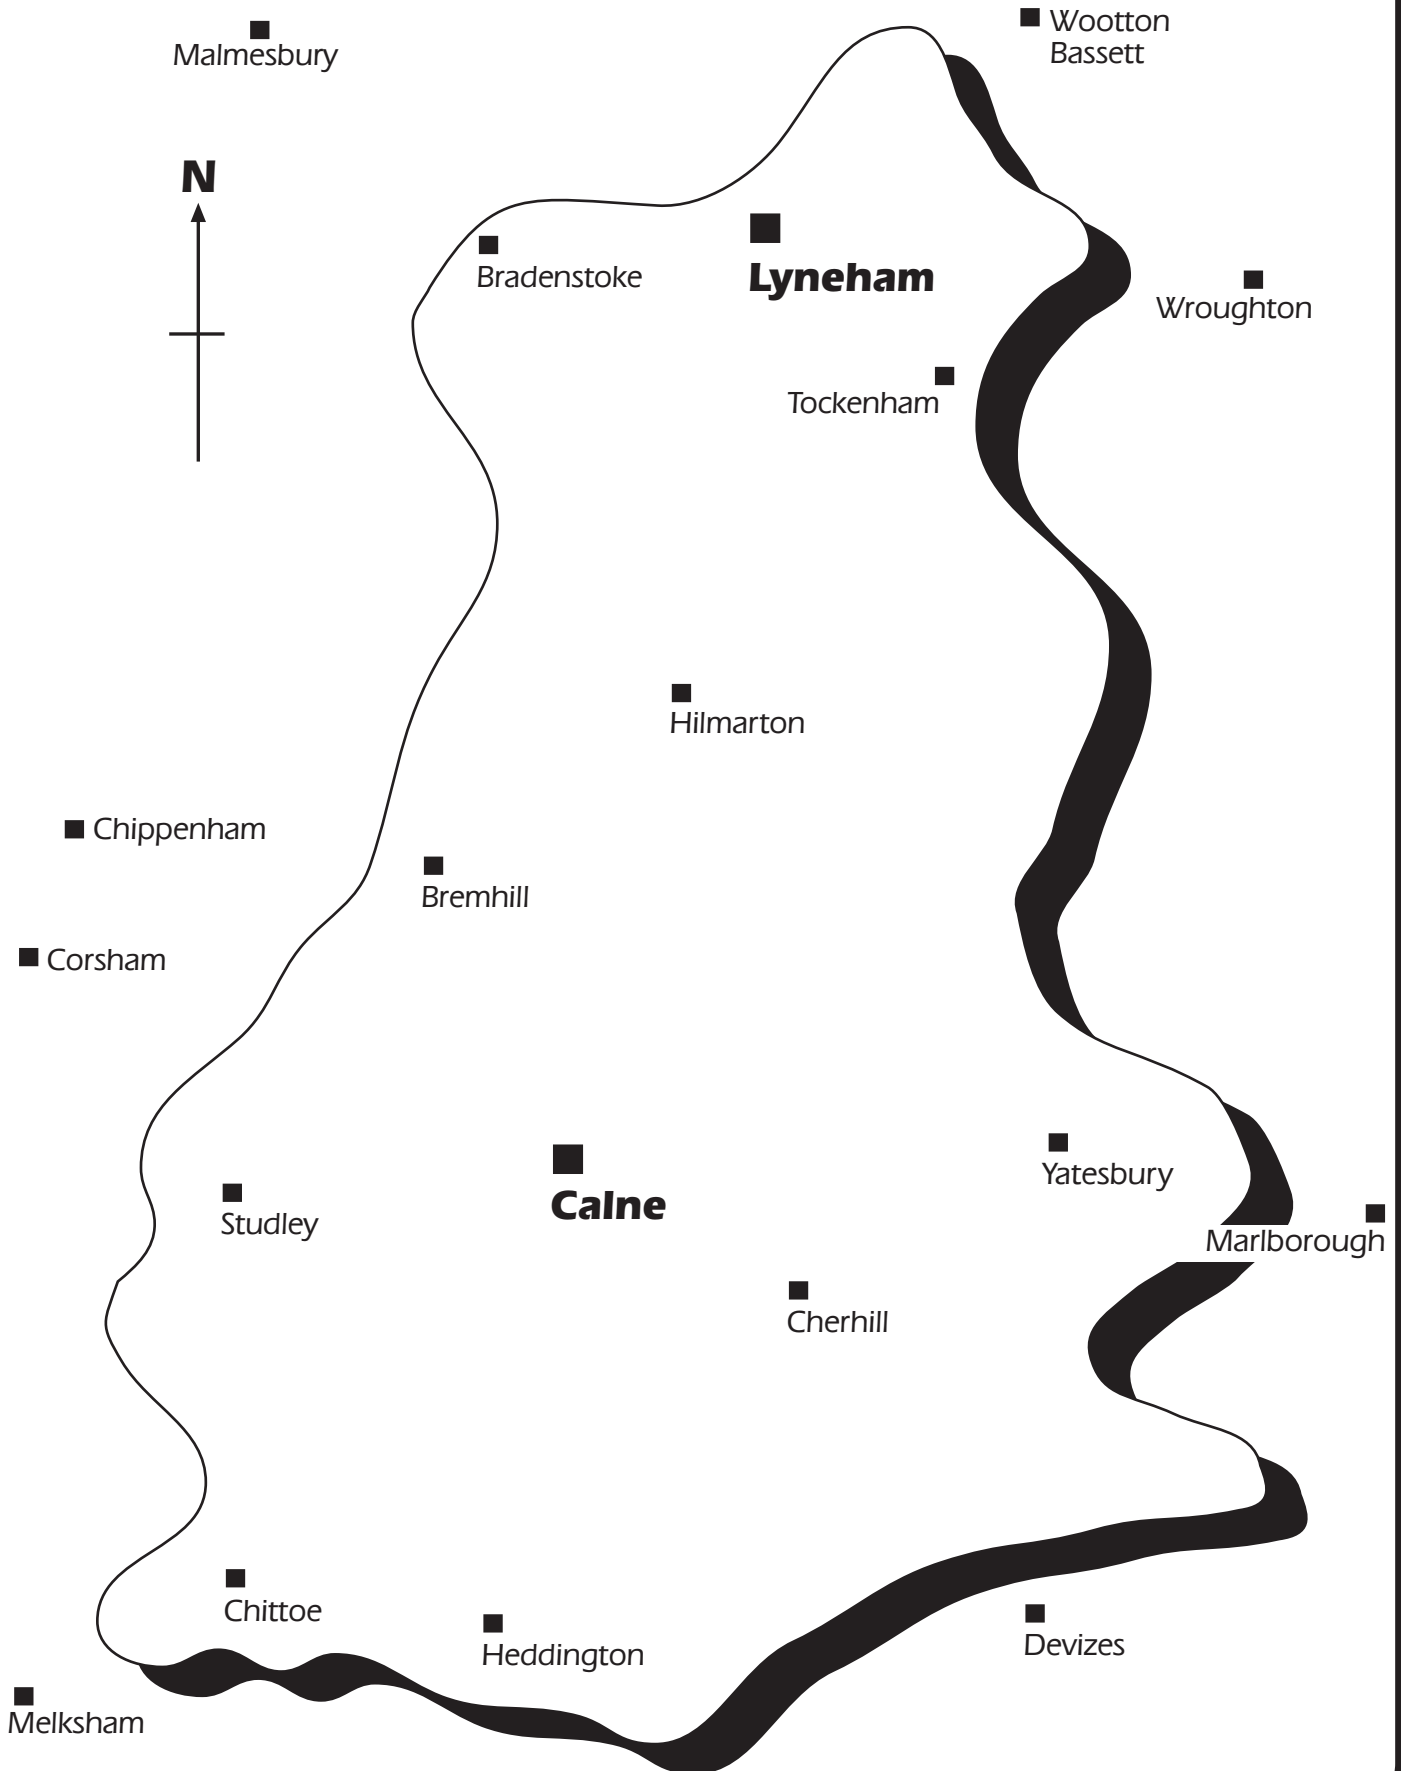 Wootton
Bassett
Malmesbury
N
Bradenstoke
Lyneham
Wroughton
Tockenham
Hilmarton
Chippenham
Bremhill
Corsham
Yatesbury
Calne
Studley
Marlborough
Cherhill
Chittoe
Devizes
Heddington
Melksham